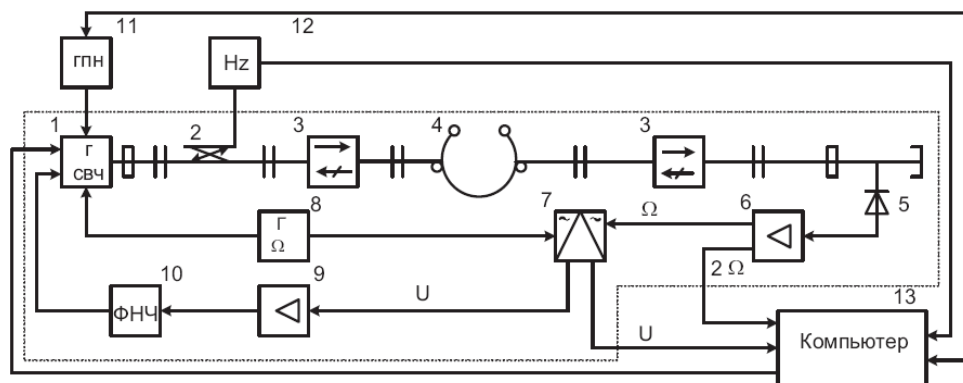 11
12
ГПН
Hz
1
2
3
4
3
Г
СВЧ
5
6
7
8
Г
Ω
Ω
2 Ω
9
10
ФНЧ
U
13
U
Компьютер